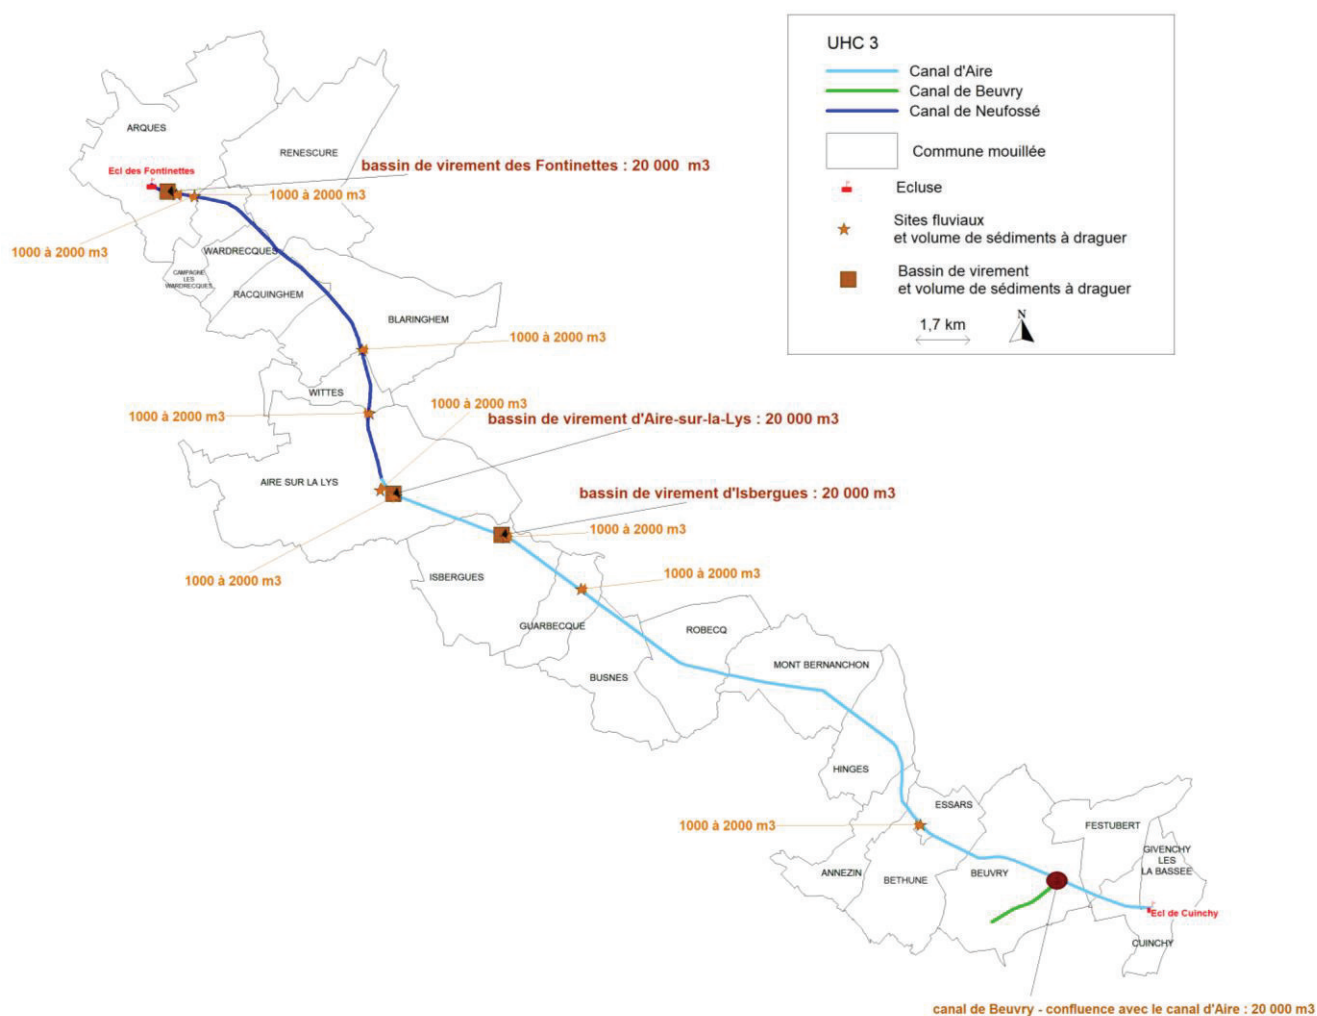 UHC 3
Canal d'Aire
Canal de Beuvry
Canal de Neufossé
Commune mouillée
Ecluse
Sites fluviaux
et volume de sédiments à draguer
Bassin de virement
et volume de sédiments à draguer
1,7 km
N
ARQUES
RENESCURE
bassin de virement des Fontinettes : 20 000 m3
Ecl des Fontinettes
1000 à 2000 m3
1000 à 2000 m3
WARDRECQUES
CAMPAGNE
LES
WARDRECQUES
RACQUINGHEM
BLARINGHEM
1000 à 2000 m3
WITTES
1000 à 2000 m3
1000 à 2000 m3
bassin de virement d'Aire-sur-la-Lys : 20 000 m3
AIRE SUR LA LYS
bassin de virement d'Isbergues : 20 000 m3
1000 à 2000 m3
1000 à 2000 m3
ISBERGUES
1000 à 2000 m3
GUARBECQUE
ROBECQ
BUSNES
MONT BERNANCHON
HINGES
ESSARS
1000 à 2000 m3
FESTUBERT
GIVENCHY
LES
LA BASSEE
ANNEZIN
BETHUNE
BEUVRY
Ecl de Cuinchy
CUINCHY
canal de Beuvry - confluence avec le canal d'Aire : 20 000 m3